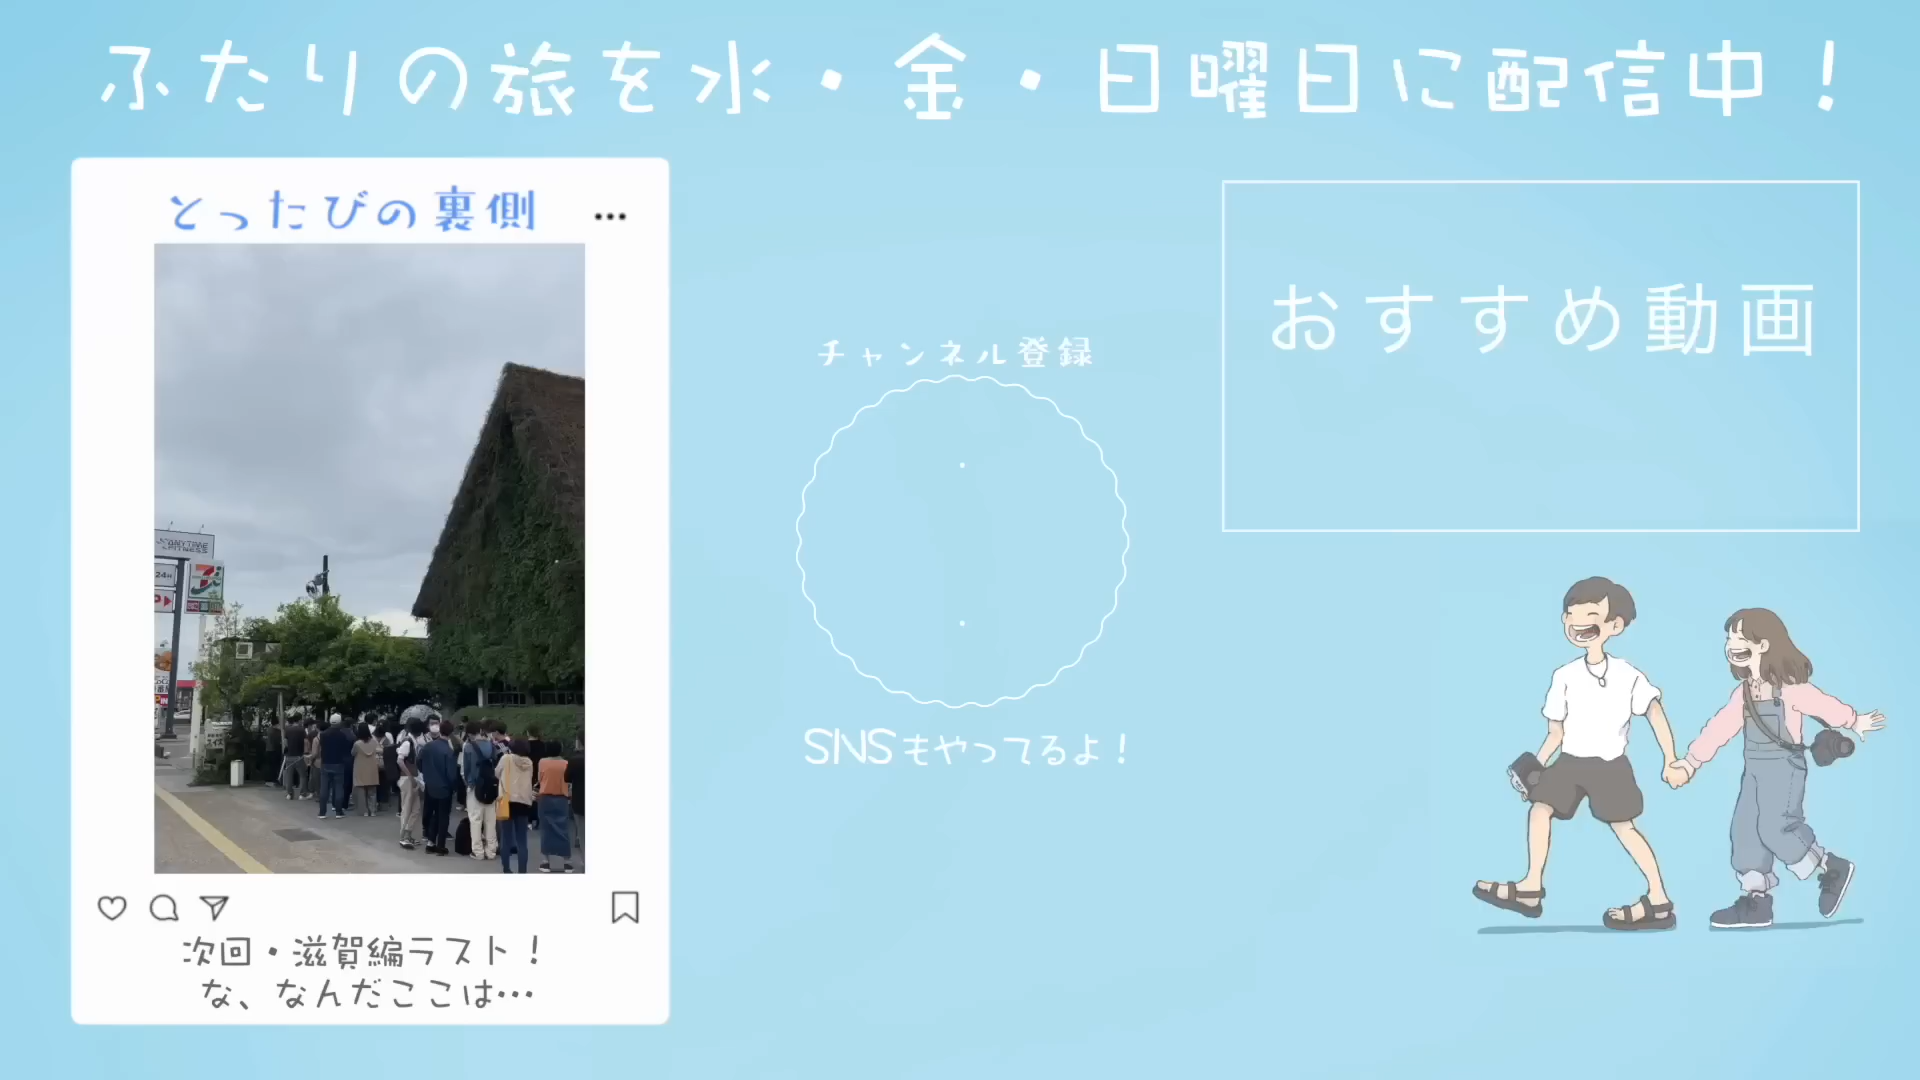 ふたりの旅を水・金・日曜日に配信中！
とったびの裏側
ANYTIME
FITNESS
24H
P
次回・滋賀編ラスト！
な、なんだここは…
チャンネル登録
SNSもやってるよ！
おすすめ動画